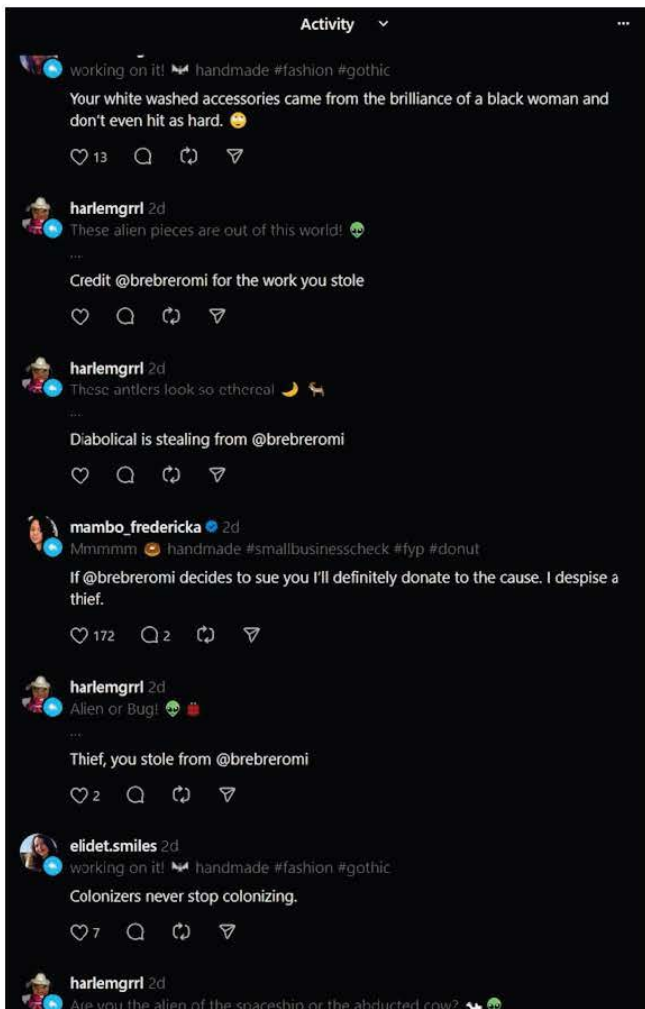 Activity
working on it! 🦇 handmade #fashion #gothic
Your white washed accessories came from the brilliance of a black woman and
don't even hit as hard. 🙄
13
harlemgrrl 2d
These alien pieces are out of this world! 👽
...
Credit @brebreromi for the work you stole
harlemgrrl 2d
These antlers look so ethereal 🌙 🐐
...
Diabolical is stealing from @brebreromi
mambo_fredericka 2d
Mmmmm 🍩 handmade #smallbusinesscheck #fyp #donut
If @brebreromi decides to sue you I'll definitely donate to the cause. I despise a
thief.
172 2
harlemgrrl 2d
Alien or Bug! 👽 🐞
...
Thief, you stole from @brebreromi
2
elidet.smiles 2d
working on it! 🦇 handmade #fashion #gothic
Colonizers never stop colonizing.
7
harlemgrrl 2d
Are you the alien of the spaceship or the abducted cow? 🐄 👽